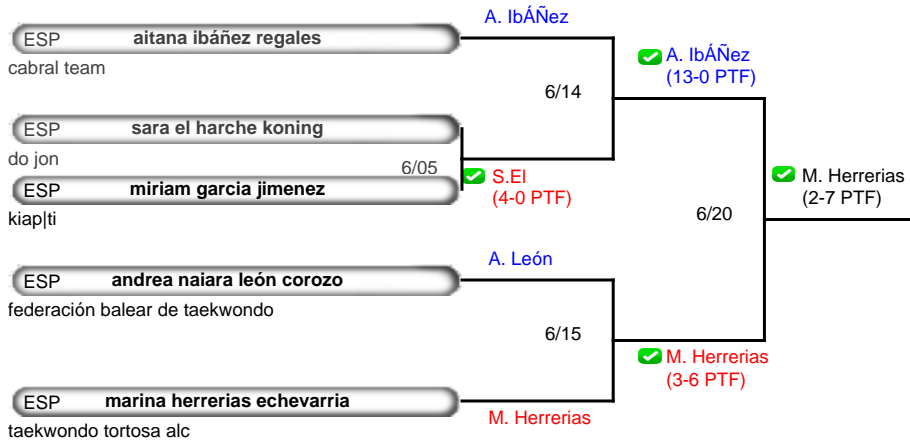 A. IbÁÑez
ESP aitana ibáñez regales
cabral team
A. IbÁÑez
(13-0 PTF)
6/14
ESP sara el harche koning
do jon
6/05
S.El
(4-0 PTF)
ESP miriam garcia jimenez
kiap|ti
M. Herrerias
(2-7 PTF)
6/20
A. León
ESP andrea naiara león corozo
federación balear de taekwondo
6/15
M. Herrerias
(3-6 PTF)
ESP marina herrerias echevarria
M. Herrerias
taekwondo tortosa alc